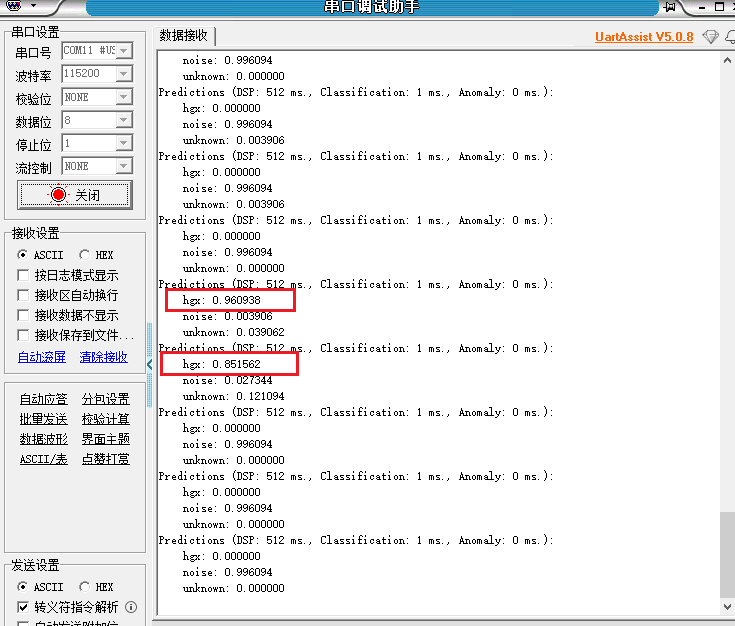 串口调试助手
串口设置
串口号 COM11 #US
波特率 115200
校验位 NONE
数据位 8
停止位 1
流控制 NONE
关闭
接收设置
ASCII HEX
按日志模式显示
接收区自动换行
接收数据不显示
接收保存到文件...
自动滚屏 清除接收
自动应答 分包设置
批量发送 校验计算
数据波形 界面主题
ASCII/表 点赞打赏
发送设置
ASCII HEX
转义符指令解析
自动发送附加位
数据接收
UartAssist V5.0.8
noise: 0.996094
unknown: 0.000000
Predictions (DSP: 512 ms., Classification: 1 ms., Anomaly: 0 ms.):
hgx: 0.000000
noise: 0.996094
unknown: 0.003906
Predictions (DSP: 512 ms., Classification: 1 ms., Anomaly: 0 ms.):
hgx: 0.000000
noise: 0.996094
unknown: 0.003906
Predictions (DSP: 512 ms., Classification: 1 ms., Anomaly: 0 ms.):
hgx: 0.000000
noise: 0.996094
unknown: 0.000000
Predictions (DSP: 512 ms., Classification: 1 ms., Anomaly: 0 ms.):
hgx: 0.960938
noise: 0.003906
unknown: 0.039062
Predictions (DSP: 512 ms., Classification: 1 ms., Anomaly: 0 ms.):
hgx: 0.851562
noise: 0.027344
unknown: 0.121094
Predictions (DSP: 512 ms., Classification: 1 ms., Anomaly: 0 ms.):
hgx: 0.000000
noise: 0.996094
unknown: 0.000000
Predictions (DSP: 512 ms., Classification: 1 ms., Anomaly: 0 ms.):
hgx: 0.000000
noise: 0.996094
unknown: 0.000000
Predictions (DSP: 512 ms., Classification: 1 ms., Anomaly: 0 ms.):
hgx: 0.000000
noise: 0.996094
unknown: 0.000000